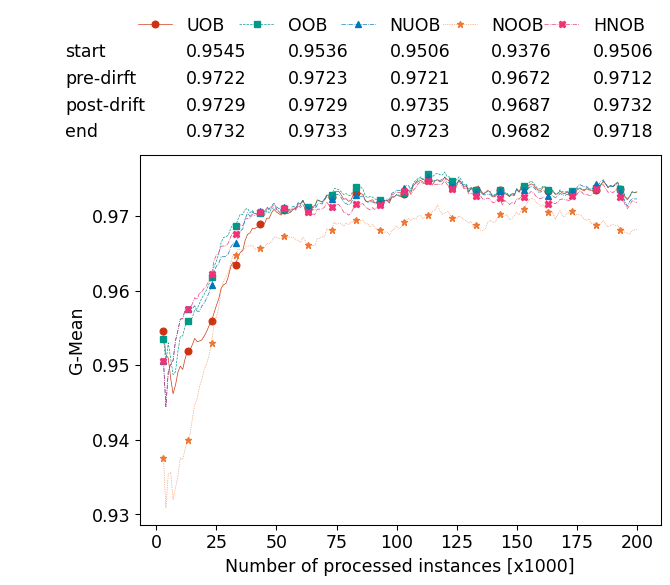 UOB OOB NUOB NOOB HNOB
start 0.9545 0.9536 0.9506 0.9376 0.9506
pre-dirft 0.9722 0.9723 0.9721 0.9672 0.9712
post-drift 0.9729 0.9729 0.9735 0.9687 0.9732
end 0.9732 0.9733 0.9723 0.9682 0.9718
0.97
0.96
0.95
0.94
0.93
G-Mean
0 25 50 75 100 125 150 175 200
Number of processed instances [x1000]